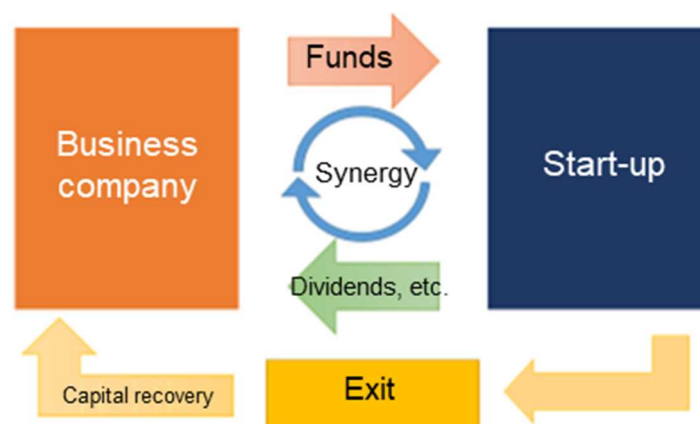 Funds
Business
company
Synergy
Start-up
Dividends, etc.
Capital recovery
Exit